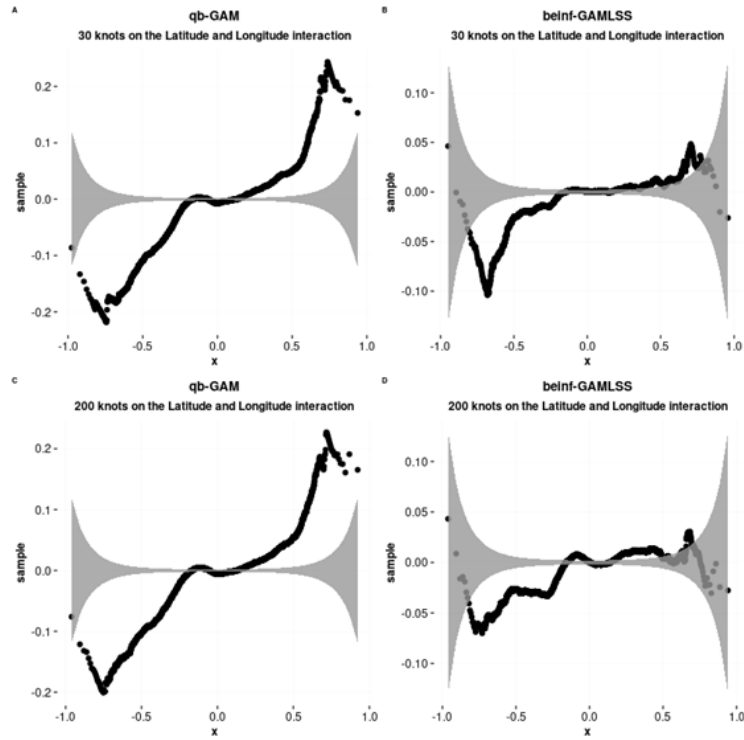 A
qb-GAM
30 knots on the Latitude and Longitude interaction
0.2
0.1
0.0
-0.1
-0.2
sample
-1.0 -0.5 0.0 0.5 1.0
x
B
beinf-GAMLSS
30 knots on the Latitude and Longitude interaction
0.10
0.05
0.00
-0.05
-0.10
sample
-1.0 -0.5 0.0 0.5 1.0
x
C
qb-GAM
200 knots on the Latitude and Longitude interaction
0.2
0.1
0.0
-0.1
-0.2
sample
-1.0 -0.5 0.0 0.5 1.0
x
D
beinf-GAMLSS
200 knots on the Latitude and Longitude interaction
0.10
0.05
0.00
-0.05
-0.10
sample
-1.0 -0.5 0.0 0.5 1.0
x